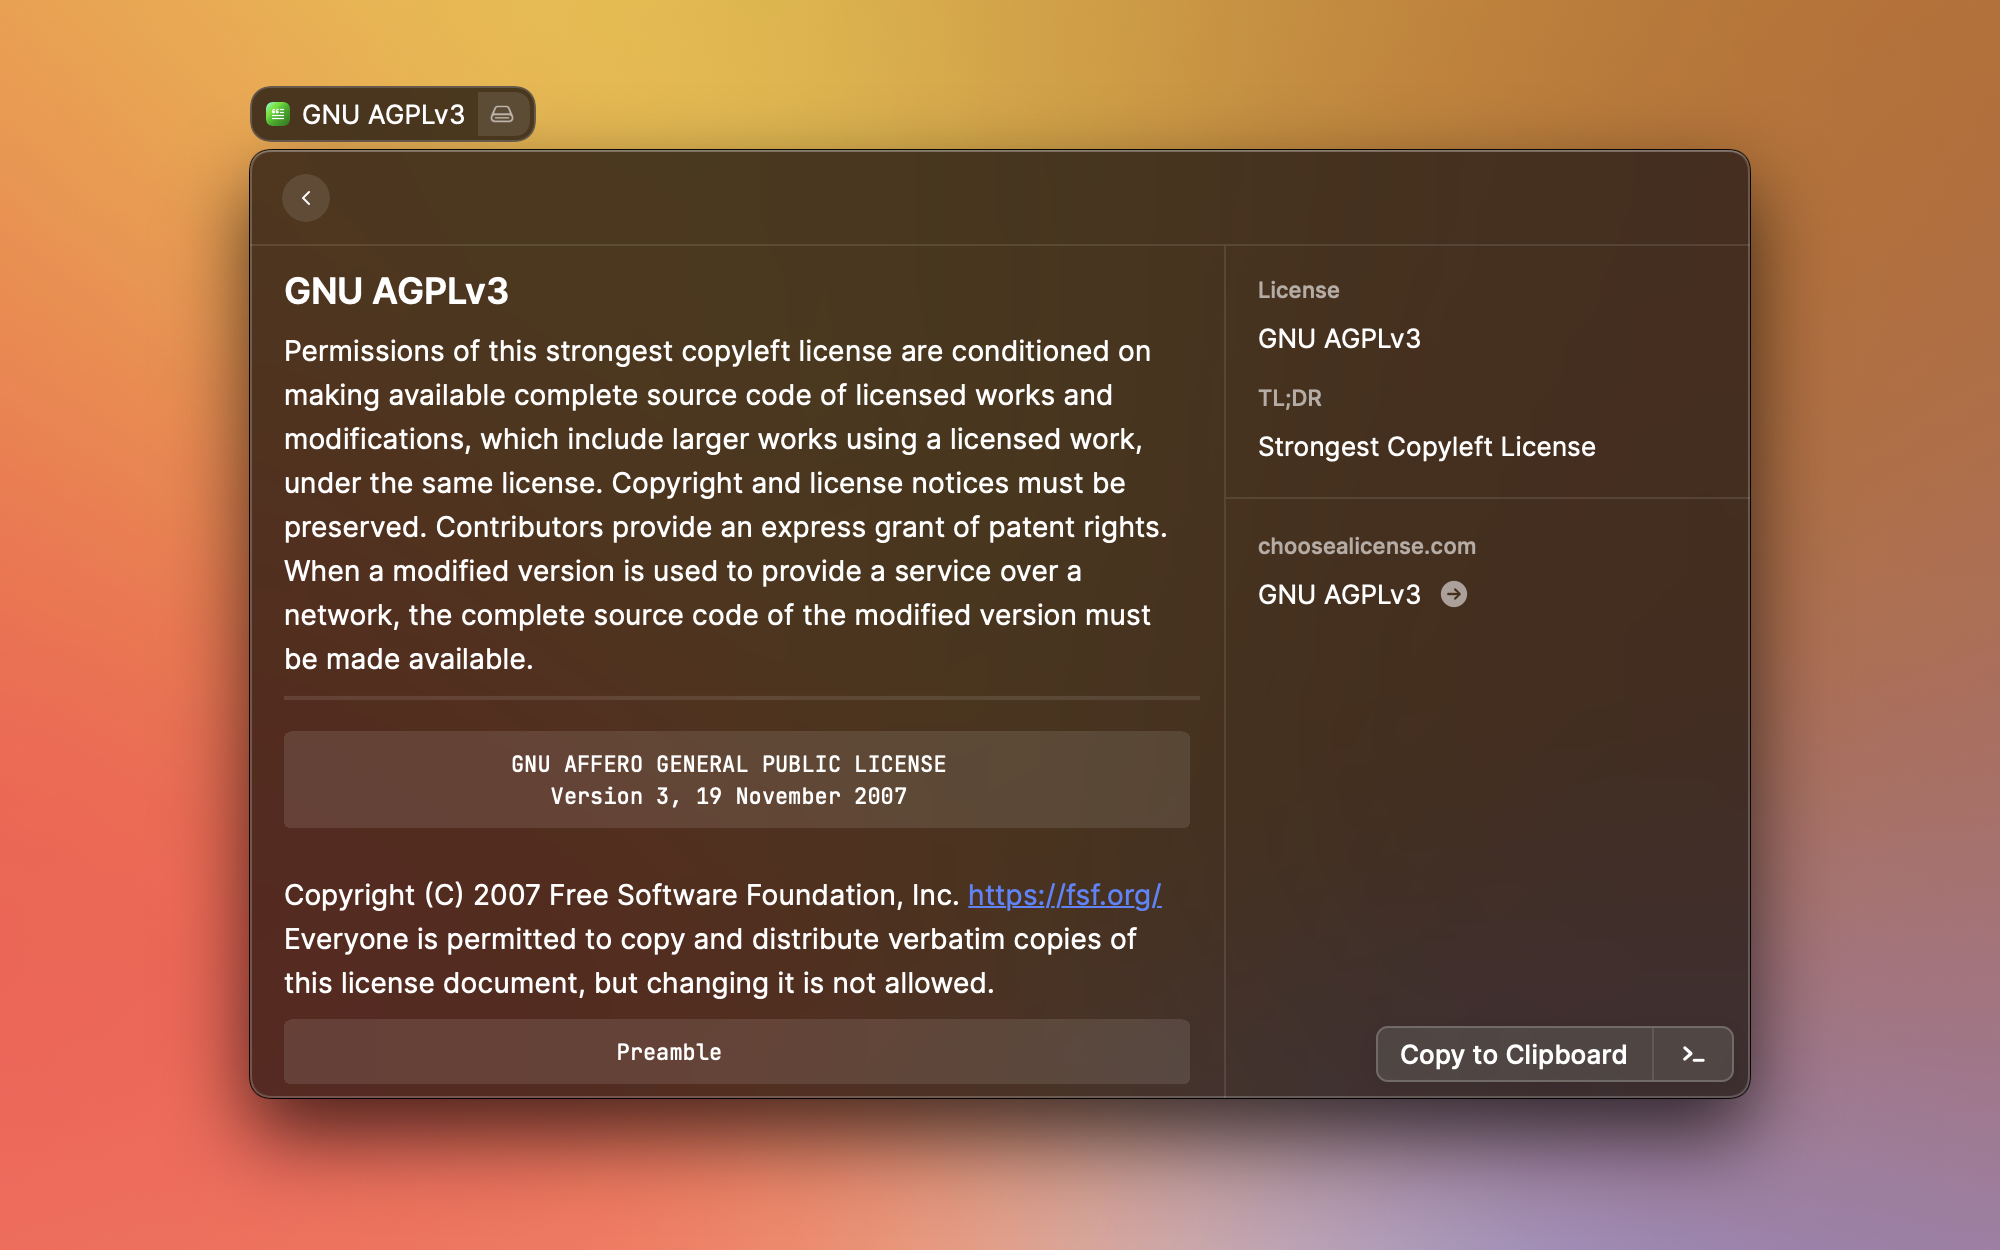 GNU AGPLv3
GNU AGPLv3
Permissions of this strongest copyleft license are conditioned on
making available complete source code of licensed works and
modifications, which include larger works using a licensed work,
under the same license. Copyright and license notices must be
preserved. Contributors provide an express grant of patent rights.
When a modified version is used to provide a service over a
network, the complete source code of the modified version must
be made available.
GNU AFFERO GENERAL PUBLIC LICENSE
Version 3, 19 November 2007
Copyright (C) 2007 Free Software Foundation, Inc. https://fsf.org/
Everyone is permitted to copy and distribute verbatim copies of
this license document, but changing it is not allowed.
Preamble
License
GNU AGPLv3
TL;DR
Strongest Copyleft License
choosealicense.com
GNU AGPLv3
Copy to Clipboard